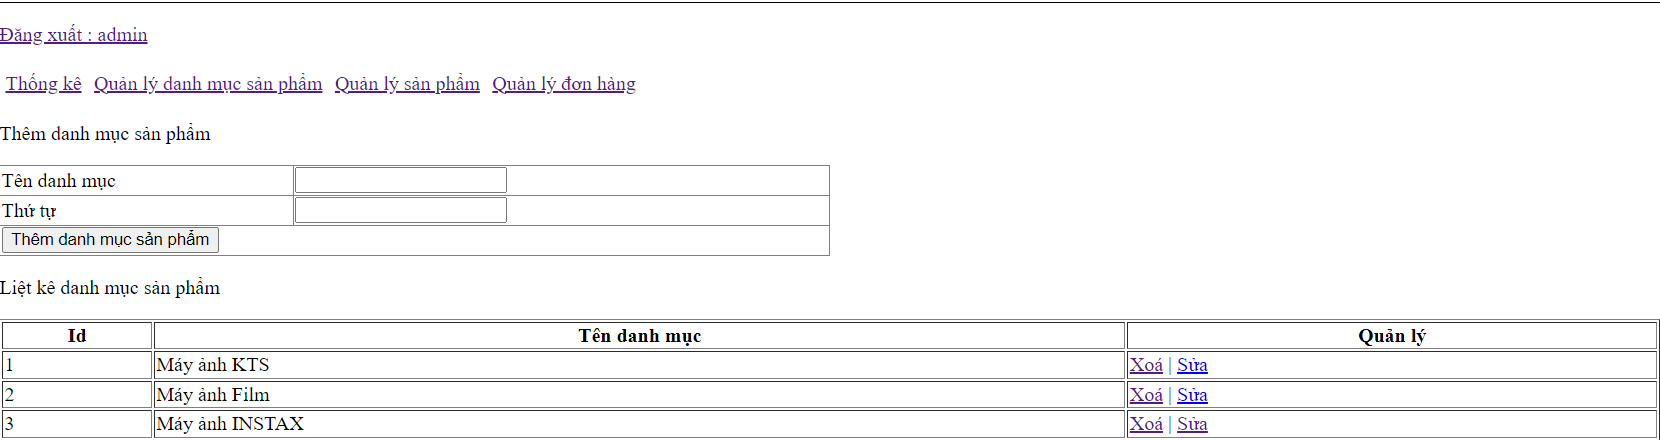 Đăng xuất : admin
Thống kê Quản lý danh mục sản phẩm Quản lý sản phẩm Quản lý đơn hàng
Thêm danh mục sản phẩm
Tên danh mục
Thứ tự
Thêm danh mục sản phẩm
Liệt kê danh mục sản phẩm
Id Tên danh mục Quản lý
1 Máy ảnh KTS Xoá | Sửa
2 Máy ảnh Film Xoá | Sửa
3 Máy ảnh INSTAX Xoá | Sửa